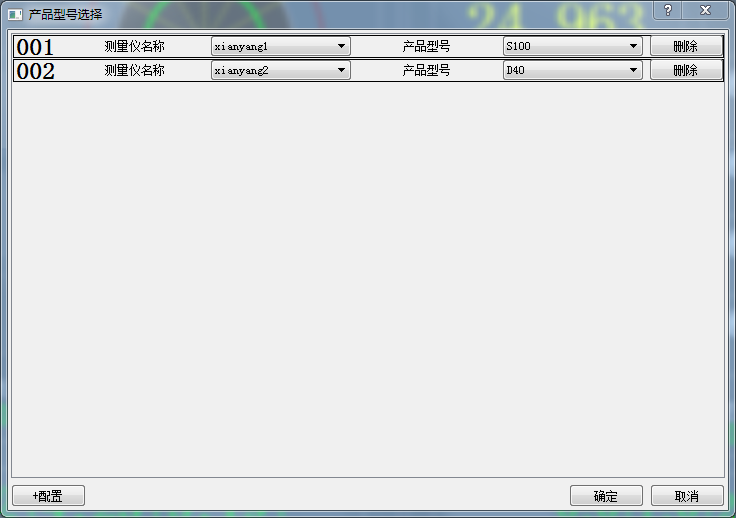 产品型号选择
24 963
001 测量仪名称 xianyang1 产品型号 S100 删除
002 测量仪名称 xianyang2 产品型号 D40 删除
+配置 确定 取消